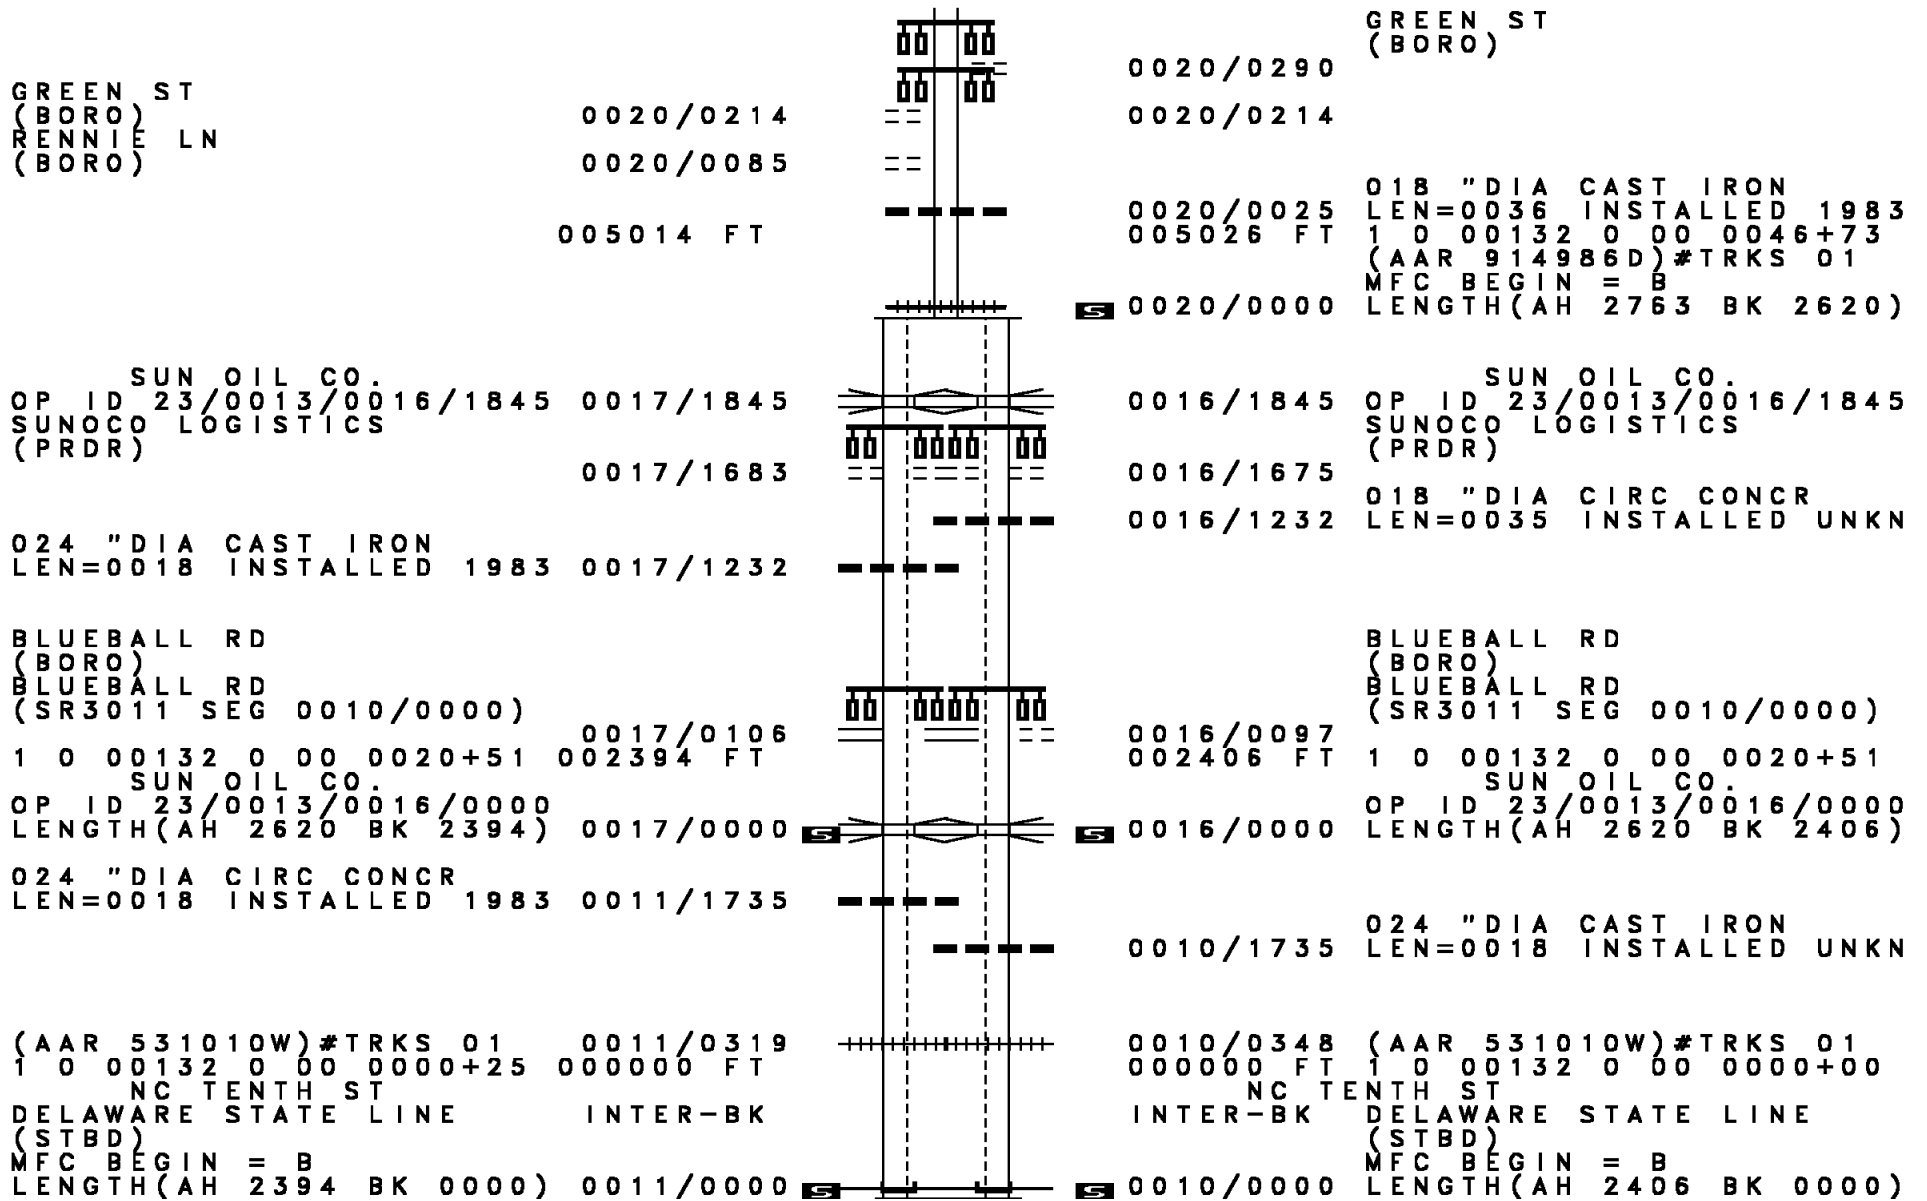 GREEN ST
(BORO)
0020/0290
GREEN ST
(BORO) 0020/0214 0020/0214
RENNIE LN
(BORO) 0020/0085
018 "DIA CAST IRON
0020/0025 LEN=0036 INSTALLED 1983
005014 FT 005026 FT 1 0 00132 0 00 0046+73
(AAR 914986D)#TRKS 01
MFC BEGIN = B
S 0020/0000 LENGTH(AH 2763 BK 2620)
SUN OIL CO. SUN OIL CO.
OP ID 23/0013/0016/1845 0017/1845 0016/1845 OP ID 23/0013/0016/1845
SUNOCO LOGISTICS SUNOCO LOGISTICS
(PRDR) (PRDR)
0017/1683 0016/1675
018 "DIA CIRC CONCR
0016/1232 LEN=0035 INSTALLED UNKN
024 "DIA CAST IRON
LEN=0018 INSTALLED 1983 0017/1232
BLUEBALL RD BLUEBALL RD
(BORO) (BORO)
BLUEBALL RD BLUEBALL RD
(SR3011 SEG 0010/0000) (SR3011 SEG 0010/0000)
0017/0106 0016/0097
1 0 00132 0 00 0020+51 002394 FT 002406 FT 1 0 00132 0 00 0020+51
SUN OIL CO. SUN OIL CO.
OP ID 23/0013/0016/0000 OP ID 23/0013/0016/0000
LENGTH(AH 2620 BK 2394) 0017/0000 S S 0016/0000 LENGTH(AH 2620 BK 2406)
024 "DIA CIRC CONCR
LEN=0018 INSTALLED 1983 0011/1735
024 "DIA CAST IRON
0010/1735 LEN=0018 INSTALLED UNKN
(AAR 531010W)#TRKS 01 0011/0319 0010/0348 (AAR 531010W)#TRKS 01
1 0 00132 0 00 0000+25 000000 FT 000000 FT 1 0 00132 0 00 0000+00
NC TENTH ST NC TENTH ST
DELAWARE STATE LINE INTER-BK INTER-BK DELAWARE STATE LINE
(STBD) (STBD)
MFC BEGIN = B MFC BEGIN = B
LENGTH(AH 2394 BK 0000) 0011/0000 S S 0010/0000 LENGTH(AH 2406 BK 0000)